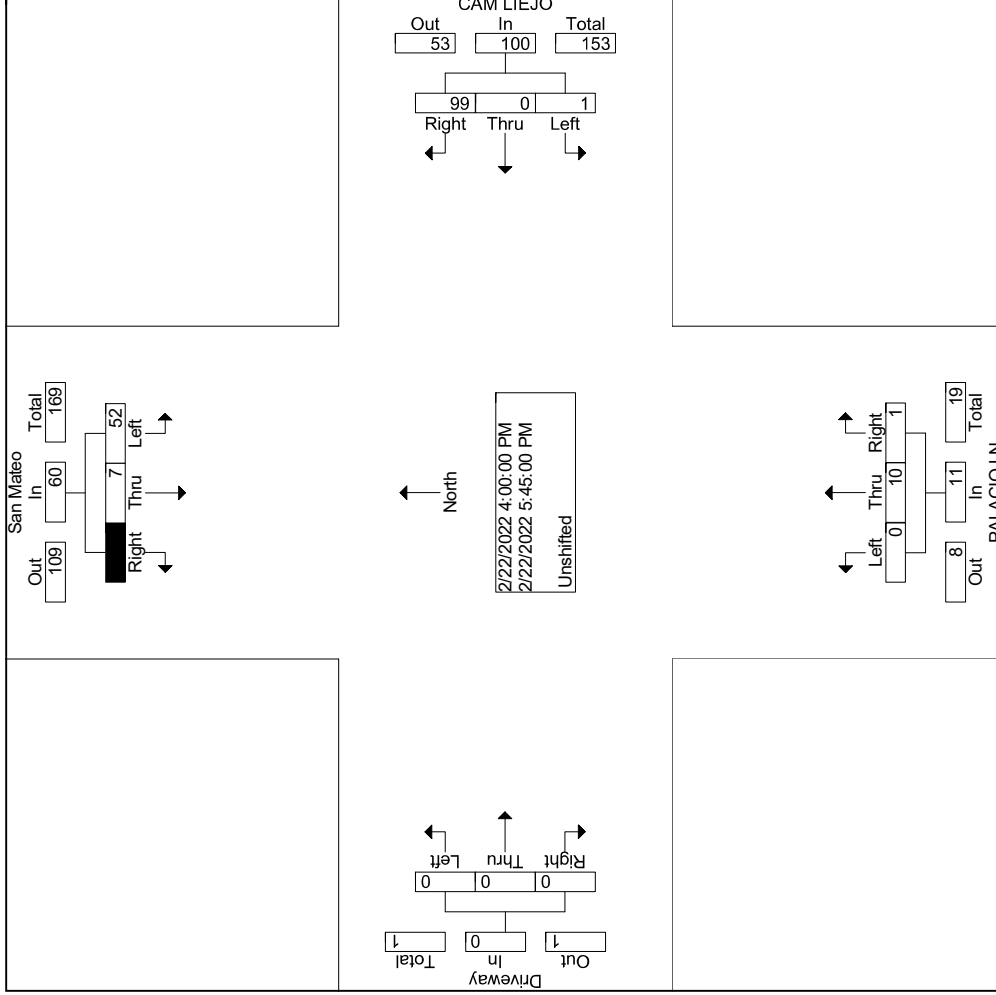 CAM LIEJO
Out In Total
53 100 153
99 0 1
Right Thru Left
San Mateo
Total In Out
169 60 109
52 7
Left Thru Right
North
2/22/2022 4:00:00 PM
2/22/2022 5:45:00 PM
Unshifted
Right Thru Left
1 10 0
19 11 8
Total In Out
PALACIO LN
Left Thru Right
0 0 0
1 0 1
Total In Out
Driveway